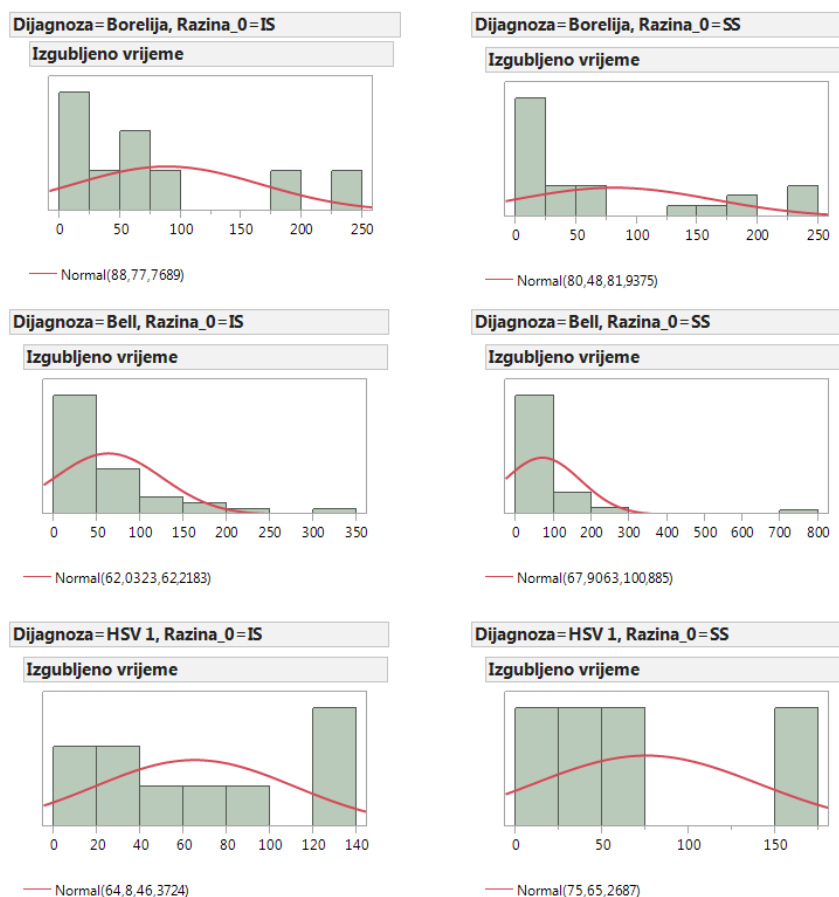 Dijagnoza=Borelija, Razina_0=IS
Izgubljeno vrijeme
0 50 100 150 200 250
Normal(88,77,7689)
Dijagnoza=Borelija, Razina_0=SS
Izgubljeno vrijeme
0 50 100 150 200 250
Normal(80,48,81,9375)
Dijagnoza=Bell, Razina_0=IS
Izgubljeno vrijeme
0 50 100 150 200 250 300 350
Normal(62,0323,62,2183)
Dijagnoza=Bell, Razina_0=SS
Izgubljeno vrijeme
0 100 200 300 400 500 600 700 800
Normal(67,9063,100,885)
Dijagnoza=HSV 1, Razina_0=IS
Izgubljeno vrijeme
0 20 40 60 80 100 120 140
Normal(64,8,46,3724)
Dijagnoza=HSV 1, Razina_0=SS
Izgubljeno vrijeme
0 50 100 150
Normal(75,65,2687)